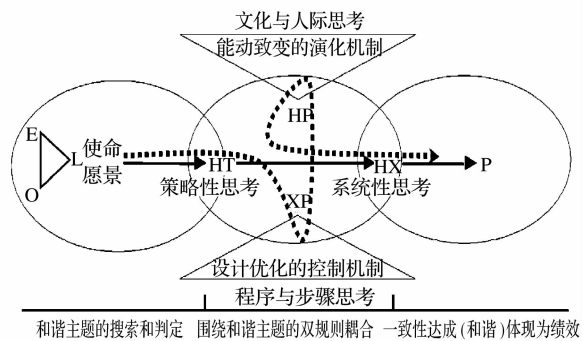 文化与人际思考
能动致变的演化机制
HP
E
L
使命
愿景
O
HT
策略性思考
HX
系统性思考
P
XP
设计优化的控制机制
程序与步骤思考
和谐主题的搜索和判定 围绕和谐主题的双规则耦合 一致性达成(和谐)体现为绩效